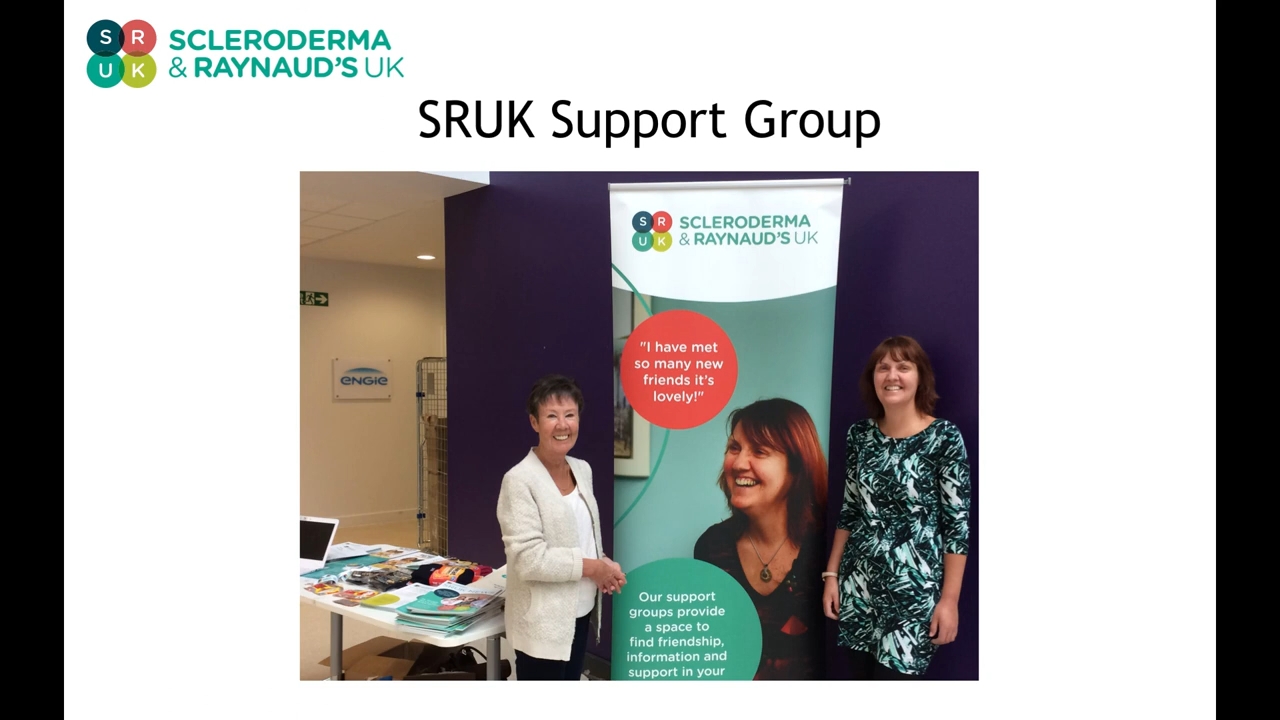 S R
U K
SCLERODERMA
& RAYNAUD'S UK
SRUK Support Group
S R
U K
SCLERODERMA
& RAYNAUD'S UK
"I have met
so many new
friends it's
lovely!"
ENGIE
Our support
groups provide
a space to
find friendship,
information and
support in your